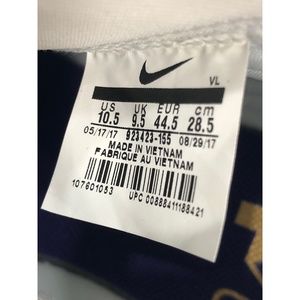 VL
US UK EUR cm
10.5 9.5 44.5 28.5
05/17/17 923423-155 08/29/17
MADE IN VIETNAM
FABRIQUE AU VIETNAM
107601053
UPC 00888411188421